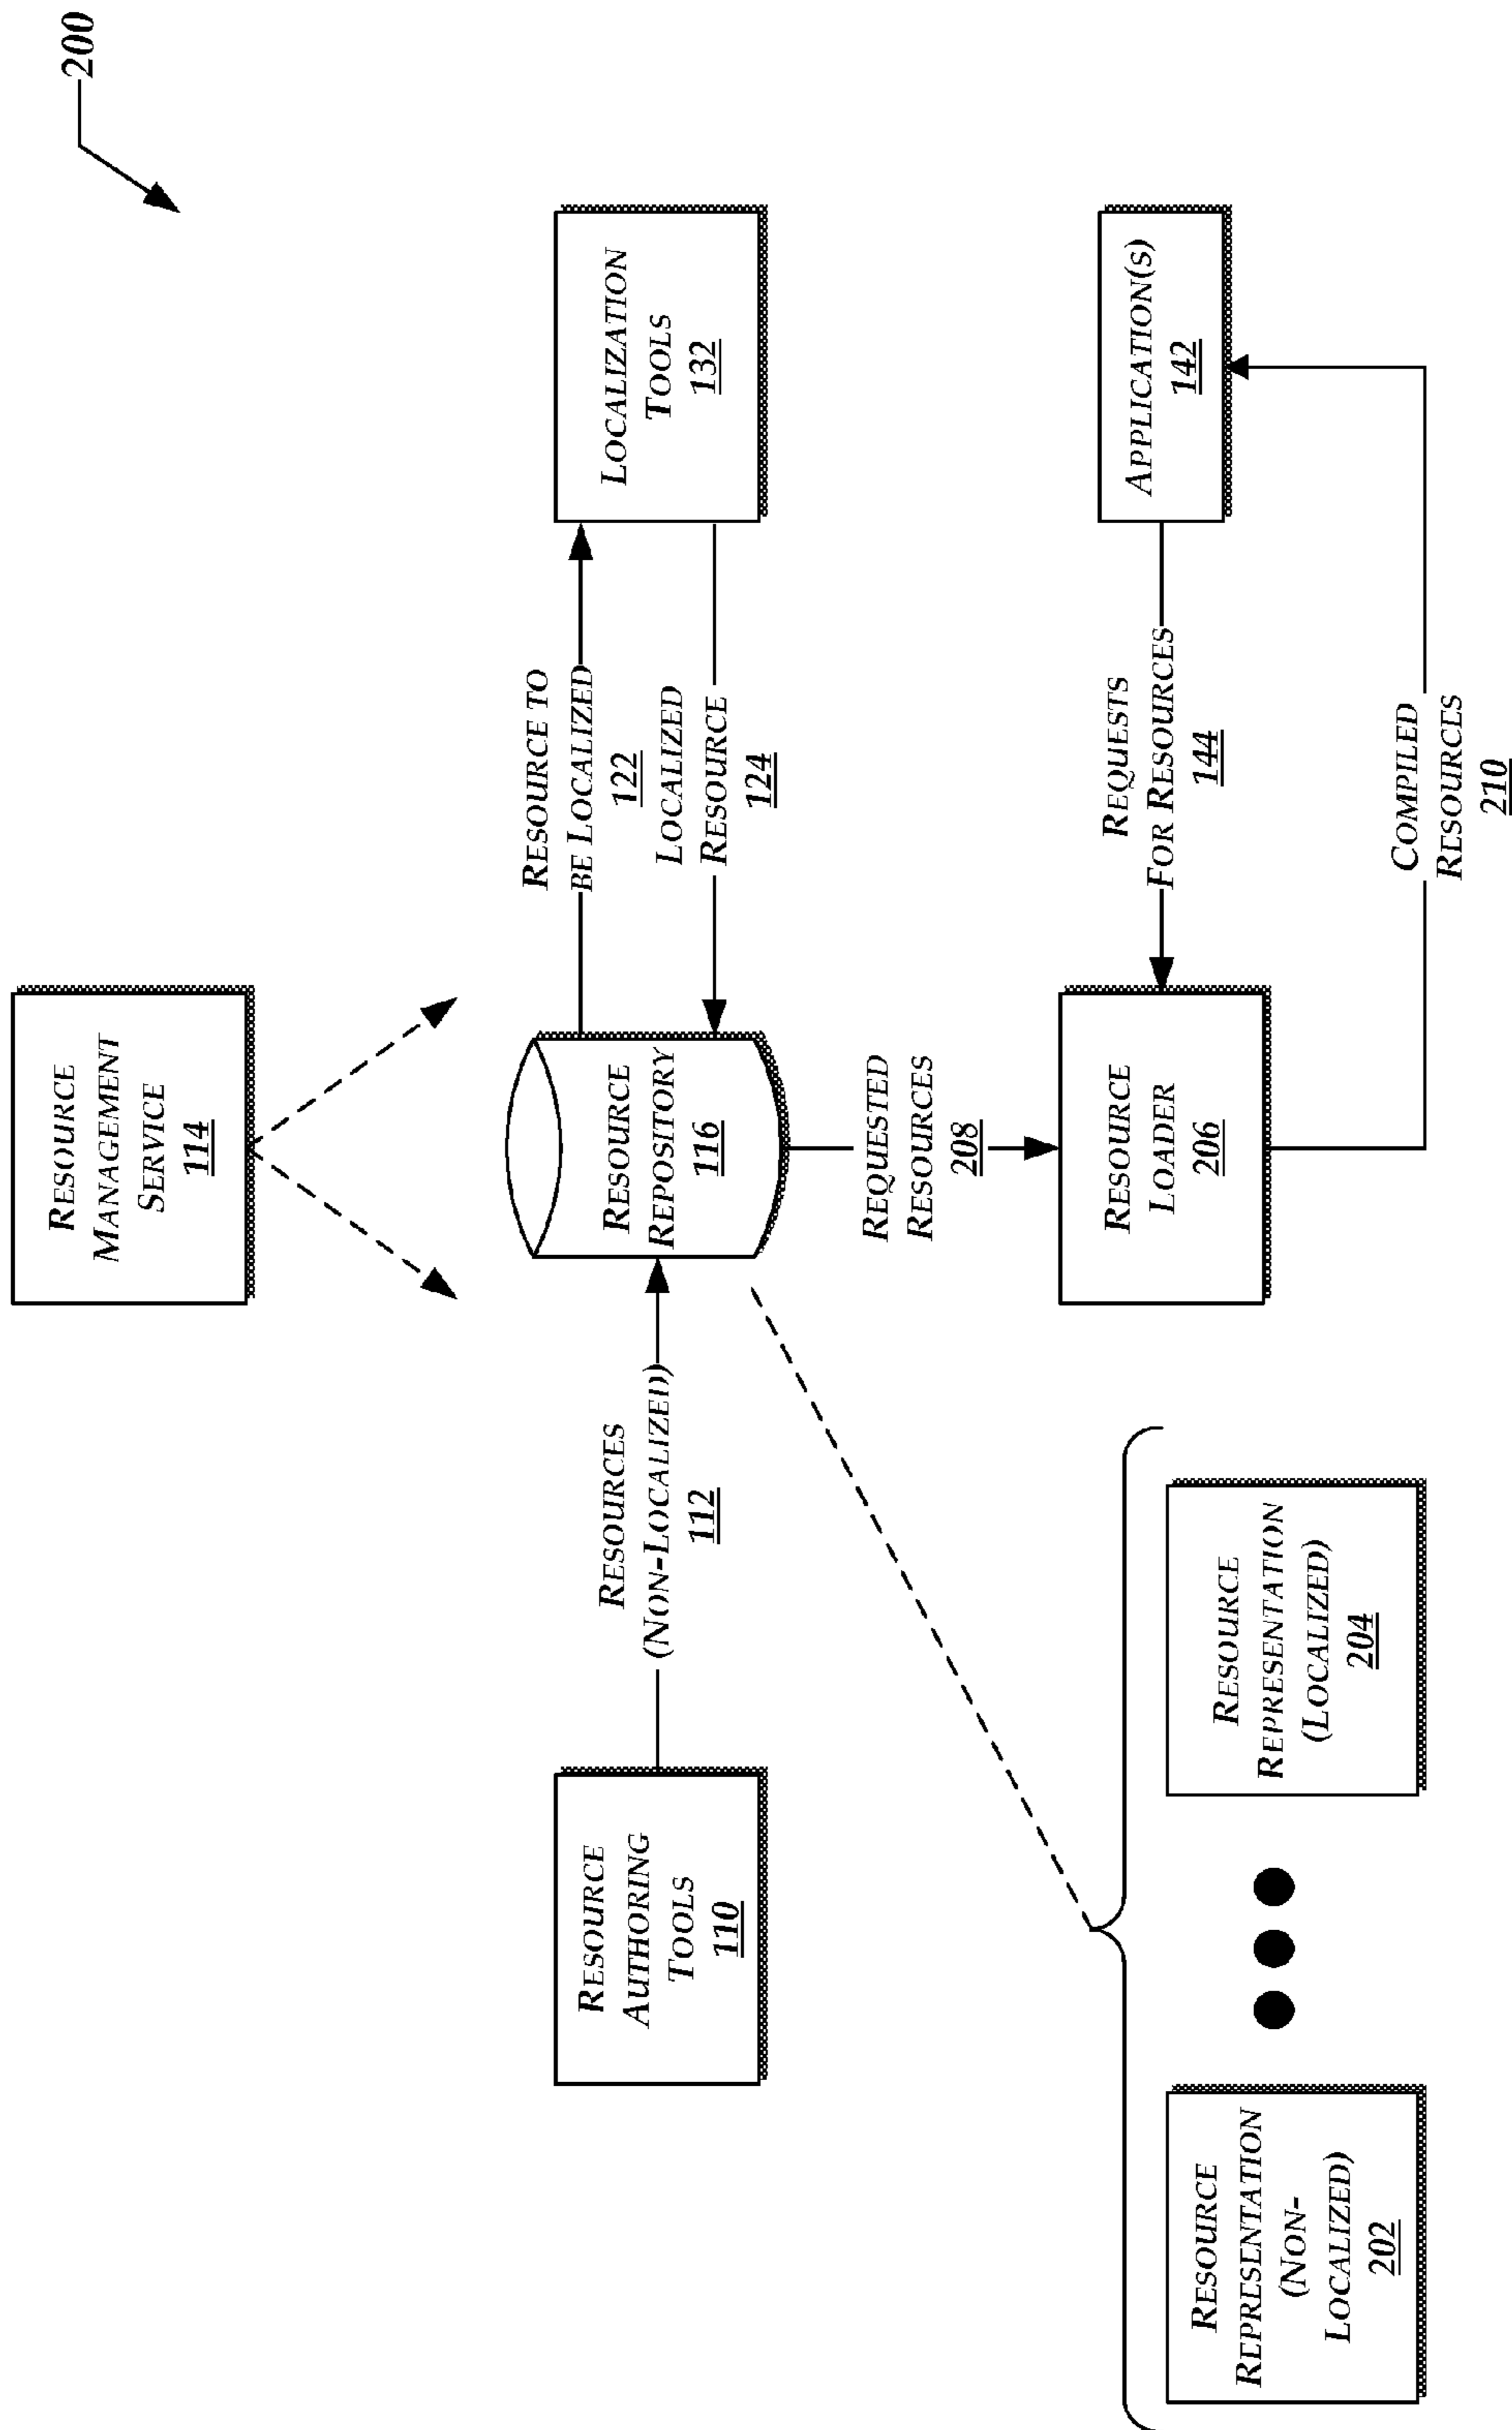 200
RESOURCE
MANAGEMENT
SERVICE
114
RESOURCE
AUTHORING
TOOLS
110
RESOURCES
(NON-LOCALIZED)
112
RESOURCE
REPOSITORY
116
RESOURCE TO
BE LOCALIZED
122
LOCALIZED
RESOURCE
124
LOCALIZATION
TOOLS
132
REQUESTED
RESOURCES
208
RESOURCE
LOADER
206
REQUESTS
FOR RESOURCES
144
APPLICATION(S)
142
COMPILED
RESOURCES
210
RESOURCE
REPRESENTATION
(NON-
LOCALIZED)
202
RESOURCE
REPRESENTATION
(LOCALIZED)
204